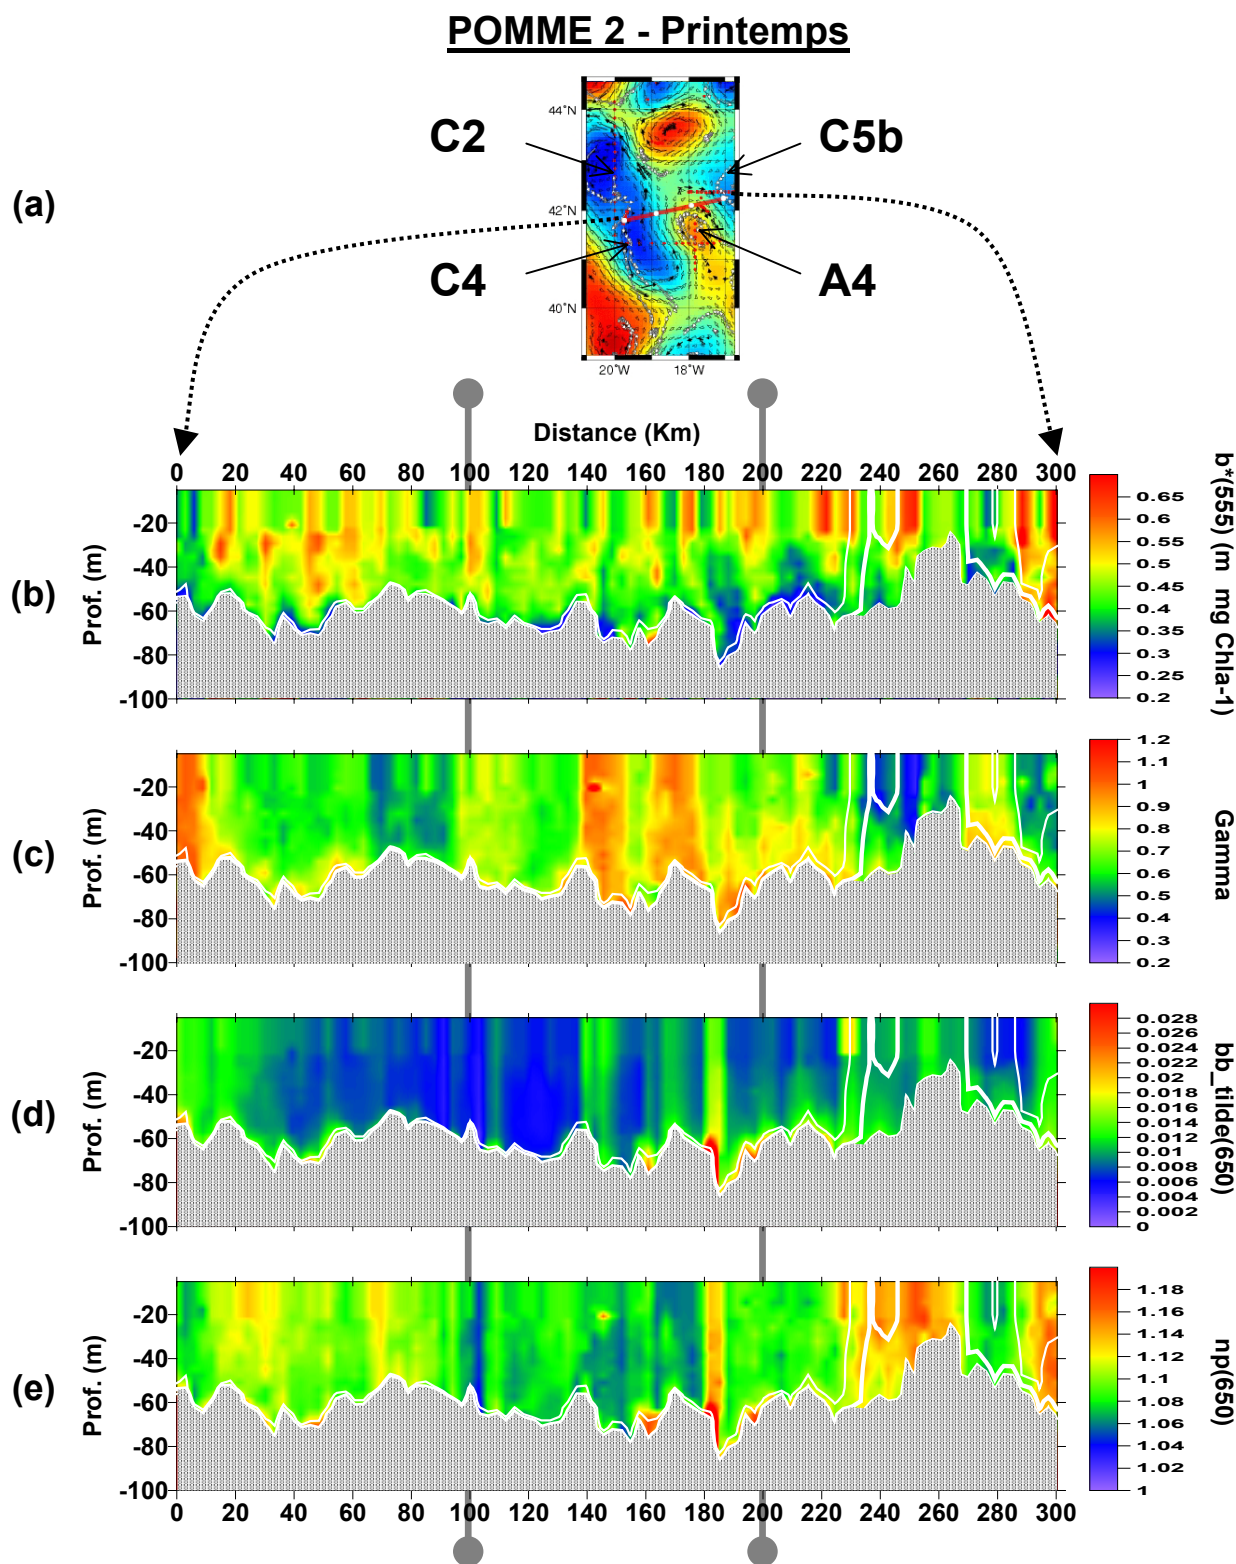 POMME 2 - Printemps
(a)
C2
C5b
C4
A4
44°N
42°N
40°N
20°W 18°W
Distance (Km)
0 20 40 60 80 100 120 140 160 180 200 220 240 260 280 300
(b)
Prof. (m)
-20
-40
-60
-80
-100
0.65
0.6
0.55
0.5
0.45
0.4
0.35
0.3
0.25
0.2
b*(555) (m mg Chla-1)
(c)
Prof. (m)
-20
-40
-60
-80
-100
1.2
1.1
1
0.9
0.8
0.7
0.6
0.5
0.4
0.3
0.2
Gamma
(d)
Prof. (m)
-20
-40
-60
-80
-100
0.028
0.026
0.024
0.022
0.02
0.018
0.016
0.014
0.012
0.01
0.008
0.006
0.004
0.002
0
bb_tilde(650)
(e)
Prof. (m)
-20
-40
-60
-80
-100
1.18
1.16
1.14
1.12
1.1
1.08
1.06
1.04
1.02
1
np(650)
0 20 40 60 80 100 120 140 160 180 200 220 240 260 280 300